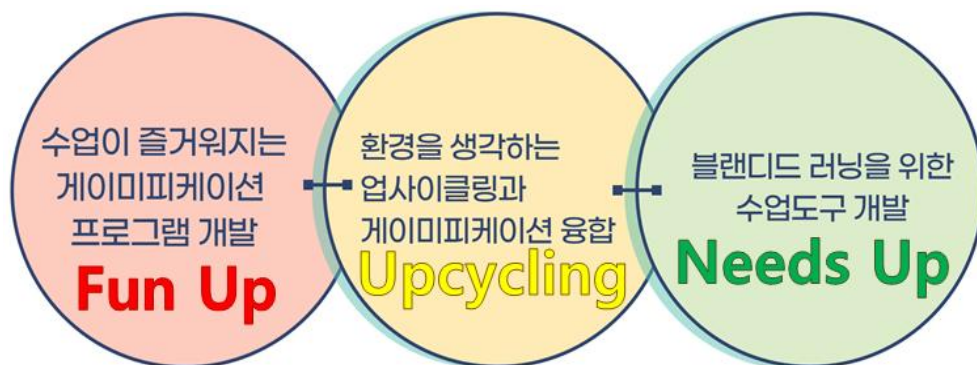 수업이 즐거워지는
게이미피케이션
프로그램 개발
Fun Up
환경을 생각하는
업사이클링과
게이미피케이션 융합
Upcycling
블랜디드 러닝을 위한
수업도구 개발
Needs Up